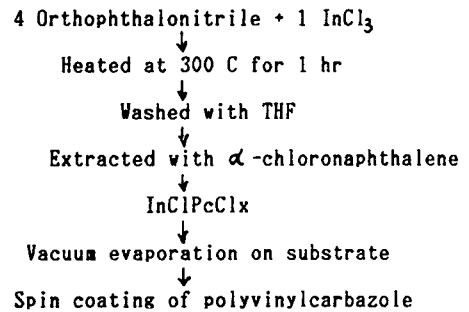 4 Orthophthalonitrile + 1 InCl₃
↓
Heated at 300 C for 1 hr
↓
Washed with THF
↓
Extracted with α-chloronaphthalene
↓
InClPcClx
↓
Vacuum evaporation on substrate
↓
Spin coating of polyvinylcarbazole